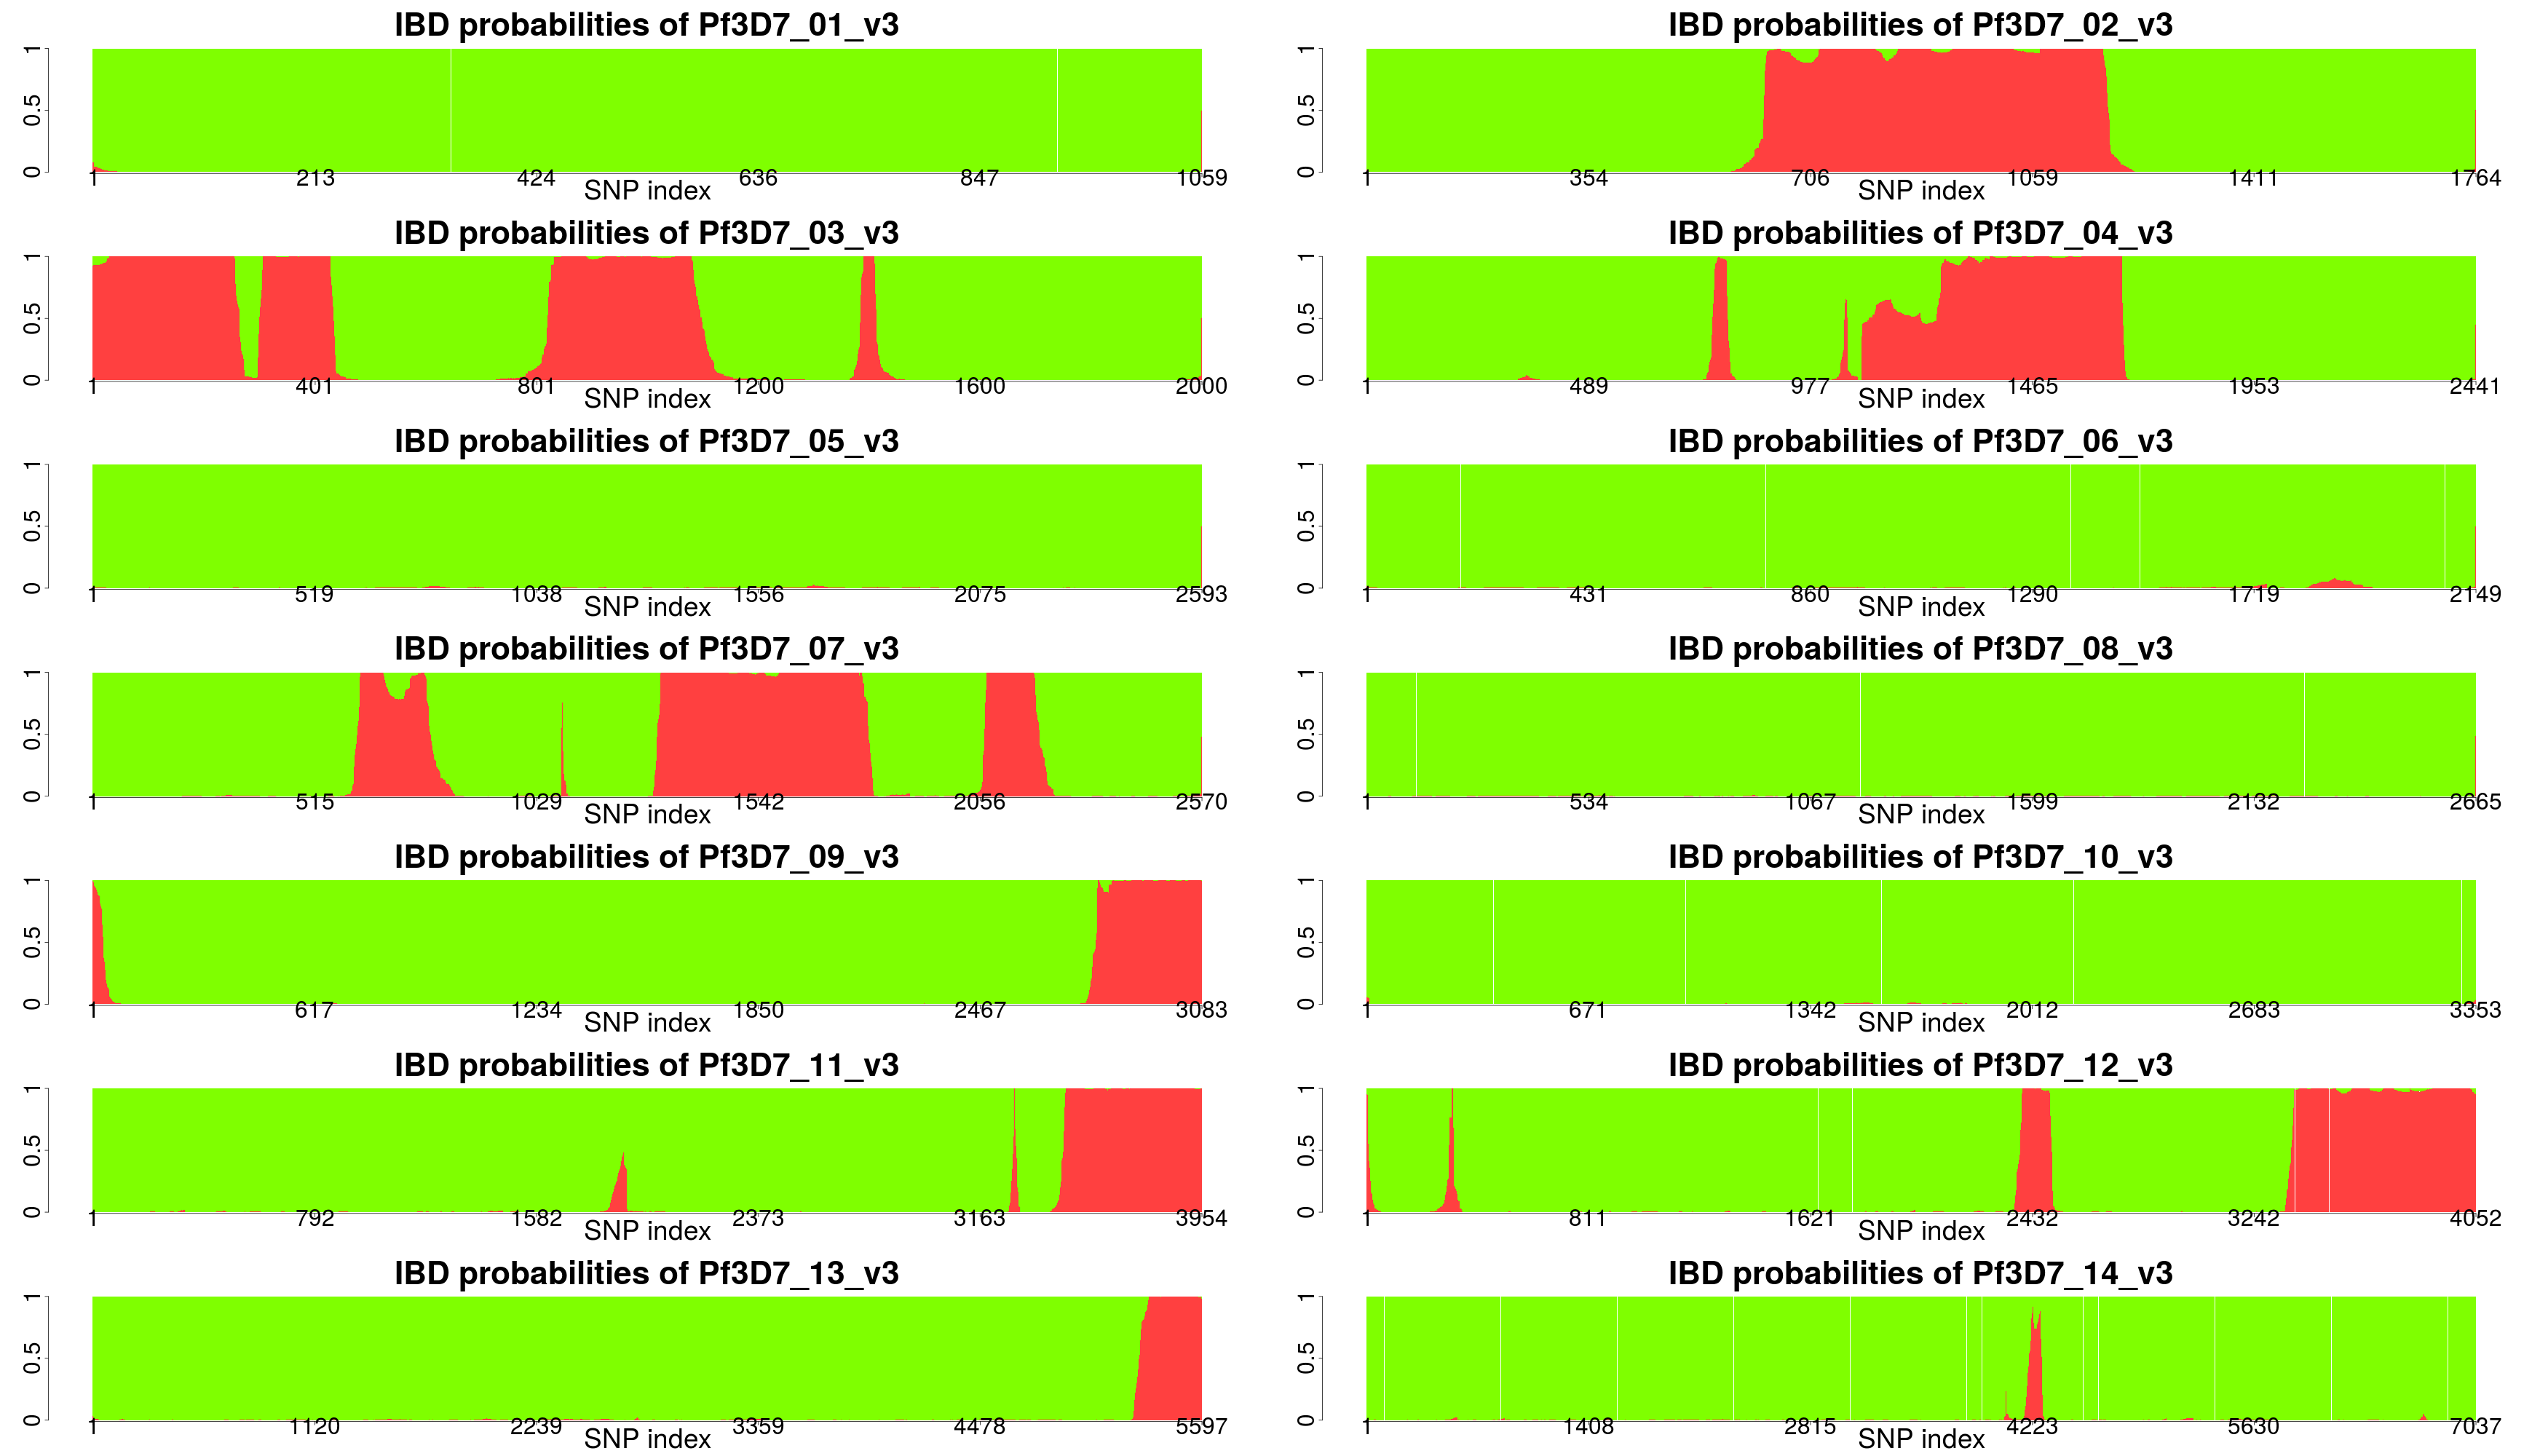 IBD probabilities of Pf3D7_01_v3
0 0.5 1
1 213 424 636 847 1059
SNP index
IBD probabilities of Pf3D7_02_v3
0 0.5 1
1 354 706 1059 1411 1764
SNP index
IBD probabilities of Pf3D7_03_v3
0 0.5 1
1 401 801 1200 1600 2000
SNP index
IBD probabilities of Pf3D7_04_v3
0 0.5 1
1 489 977 1465 1953 2441
SNP index
IBD probabilities of Pf3D7_05_v3
0 0.5 1
1 519 1038 1556 2075 2593
SNP index
IBD probabilities of Pf3D7_06_v3
0 0.5 1
1 431 860 1290 1719 2149
SNP index
IBD probabilities of Pf3D7_07_v3
0 0.5 1
1 515 1029 1542 2056 2570
SNP index
IBD probabilities of Pf3D7_08_v3
0 0.5 1
1 534 1067 1599 2132 2665
SNP index
IBD probabilities of Pf3D7_09_v3
0 0.5 1
1 617 1234 1850 2467 3083
SNP index
IBD probabilities of Pf3D7_10_v3
0 0.5 1
1 671 1342 2012 2683 3353
SNP index
IBD probabilities of Pf3D7_11_v3
0 0.5 1
1 792 1582 2373 3163 3954
SNP index
IBD probabilities of Pf3D7_12_v3
0 0.5 1
1 811 1621 2432 3242 4052
SNP index
IBD probabilities of Pf3D7_13_v3
0 0.5 1
1 1120 2239 3359 4478 5597
SNP index
IBD probabilities of Pf3D7_14_v3
0 0.5 1
1 1408 2815 4223 5630 7037
SNP index